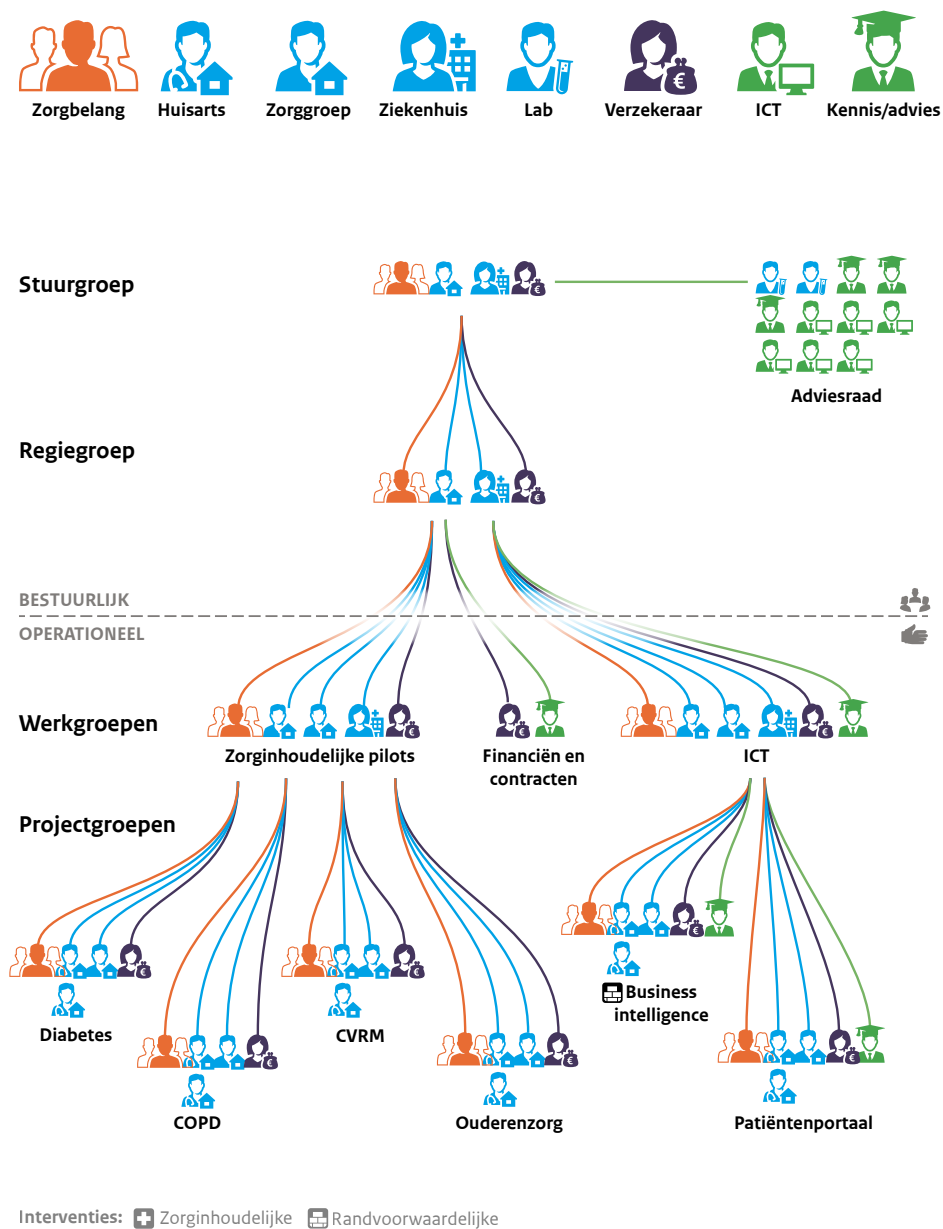 Zorgbelang Huisarts Zorggroep Ziekenhuis Lab Verzekeraar ICT Kennis/advies
Stuurgroep
Adviesraad
Regiegroep
BESTUURLIJK
OPERATIONEEL
Werkgroepen
Zorginhoudelijke pilots
Financiën en
contracten
ICT
Projectgroepen
Diabetes
COPD
CVRM
Ouderenzorg
Business
intelligence
Patiëntenportaal
Interventies: Zorginhoudelijke Randvoorwaardelijke